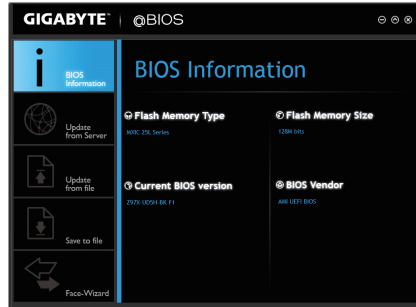 GIGABYTE™ @BIOS
BIOS Information
BIOS
Information
Update
from Server
Update
from file
Save to file
Face-Wizard
Flash Memory Type
MXIC 25L Series
Flash Memory Size
128M bits
Current BIOS version
Z97X-UD5H-BK F1
BIOS Vendor
AMI UEFI BIOS